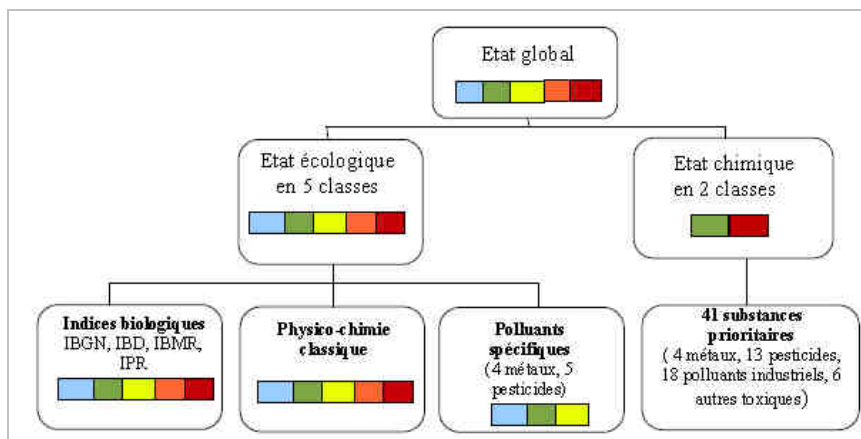 Etat global
Etat écologique
en 5 classes
Etat chimique
en 2 classes
Indices biologiques
IBGN, IBD, IBMR,
IPR
Physico-chimie
classique
Polluants
spécifiques
(4 métaux, 5
pesticides)
41 substances
prioritaires
( 4 métaux, 13 pesticides,
18 polluants industriels, 6
autres toxiques)